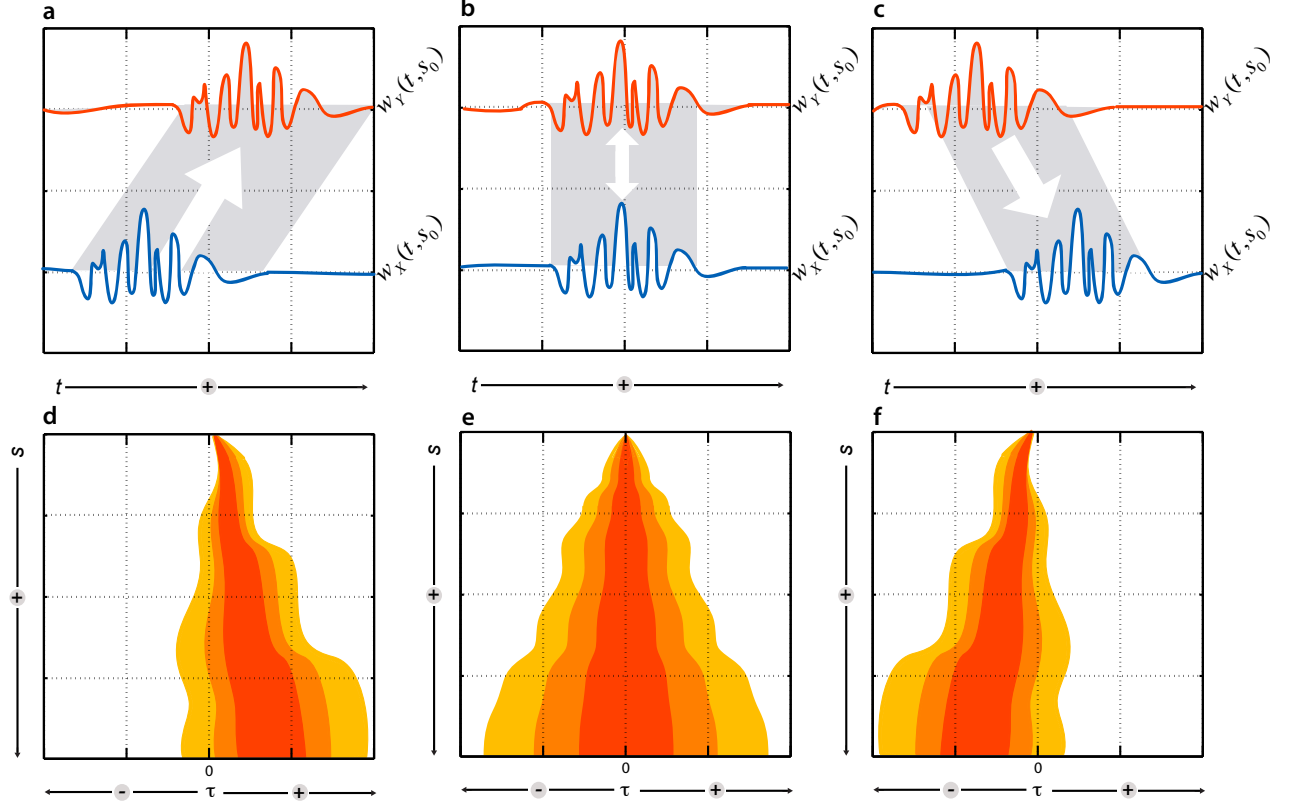 a
b
c
w_Y(t,s_0)
w_Y(t,s_0)
w_Y(t,s_0)
w_X(t,s_0)
w_X(t,s_0)
w_X(t,s_0)
t +
t +
t +
d
e
f
s
s
s
+
+
+
0
0
0
- τ +
- τ +
- τ +